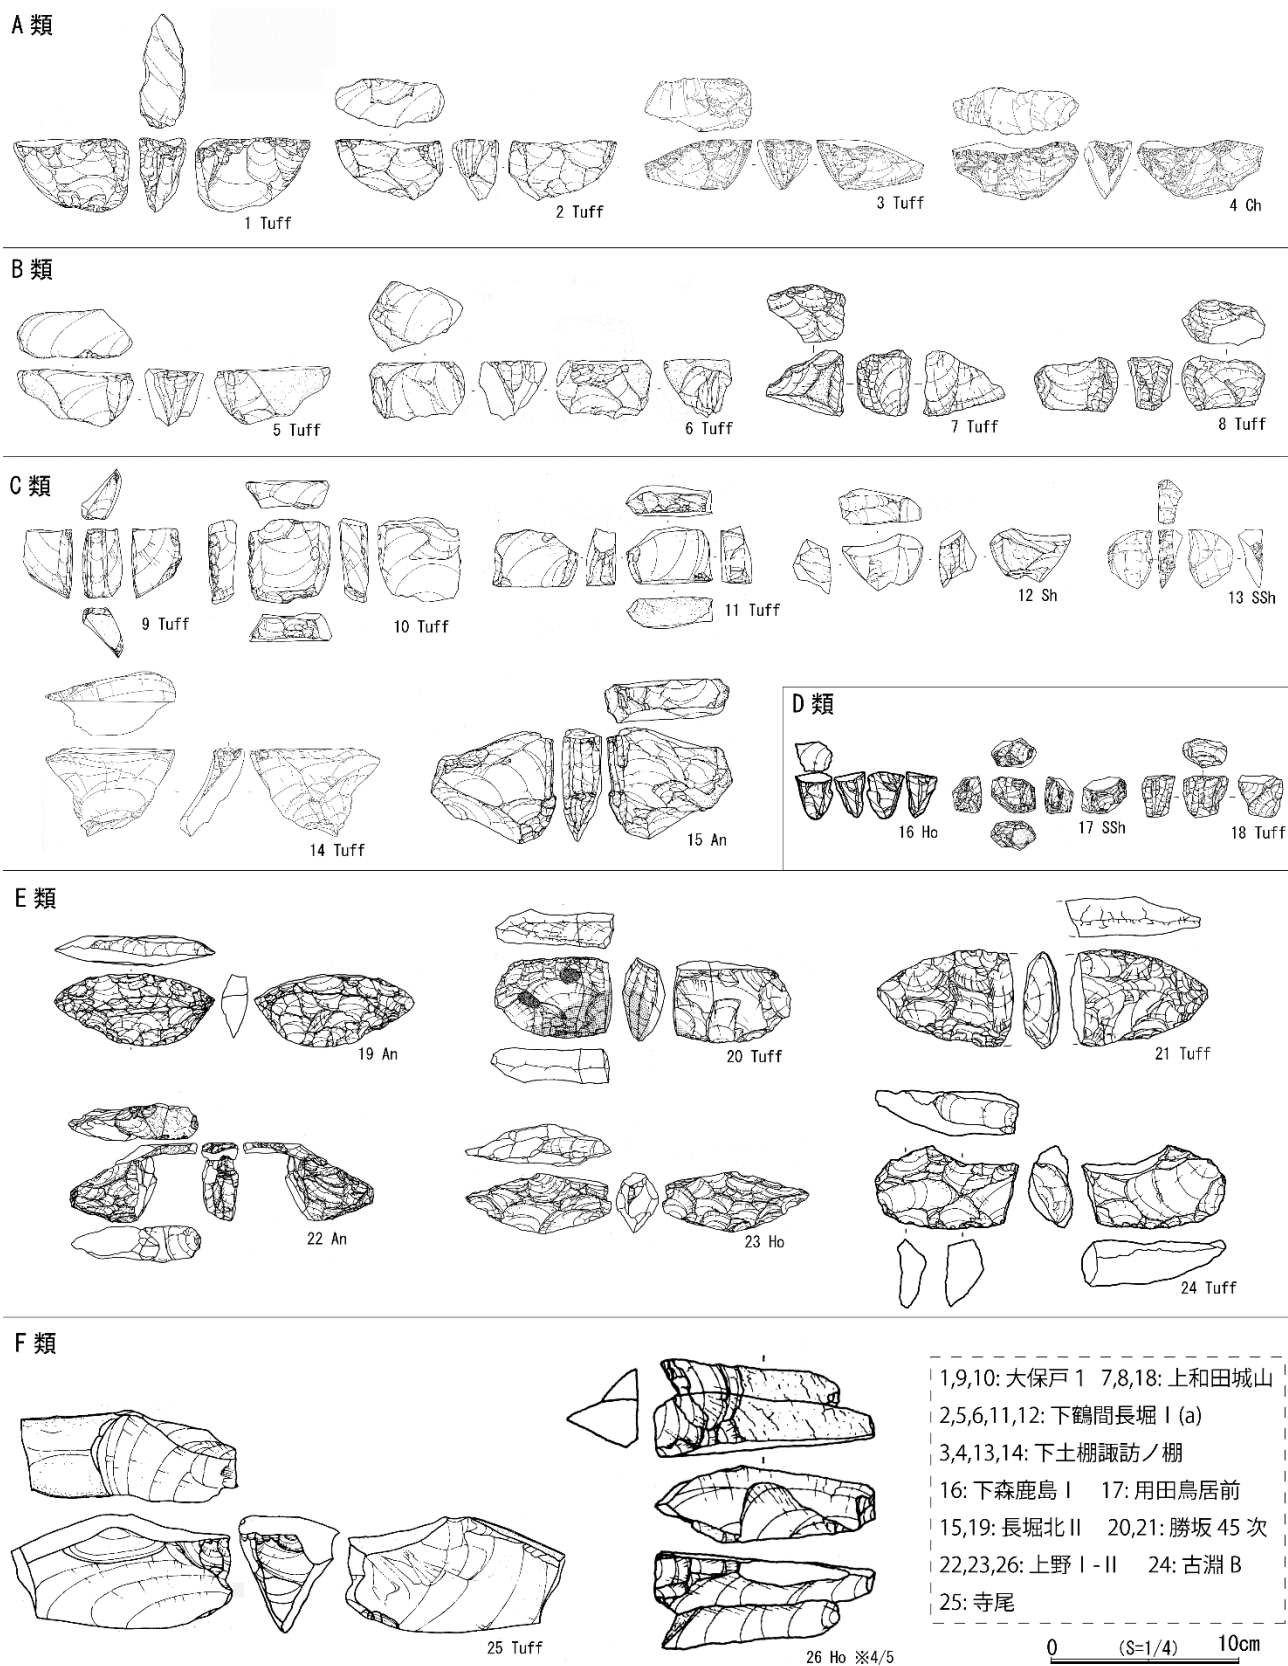 A 類
1 Tuff
2 Tuff
3 Tuff
4 Ch
B 類
5 Tuff
6 Tuff
7 Tuff
8 Tuff
C 類
9 Tuff
10 Tuff
11 Tuff
12 Sh
13 SSh
14 Tuff
15 An
D 類
16 Ho
17 SSh
18 Tuff
E 類
19 An
20 Tuff
21 Tuff
22 An
23 Ho
24 Tuff
F 類
25 Tuff
26 Ho ※4/5
1,9,10: 大保戸 1 7,8,18: 上和田城山
2,5,6,11,12: 下鶴間長堀Ⅰ(a)
3,4,13,14: 下土棚諏訪ノ棚
16: 下森鹿島Ⅰ 17: 用田鳥居前
15,19: 長堀北Ⅱ 20,21: 勝坂 45 次
22,23,26: 上野Ⅰ-Ⅱ 24: 古淵 B
25: 寺尾
0 (S=1/4) 10cm